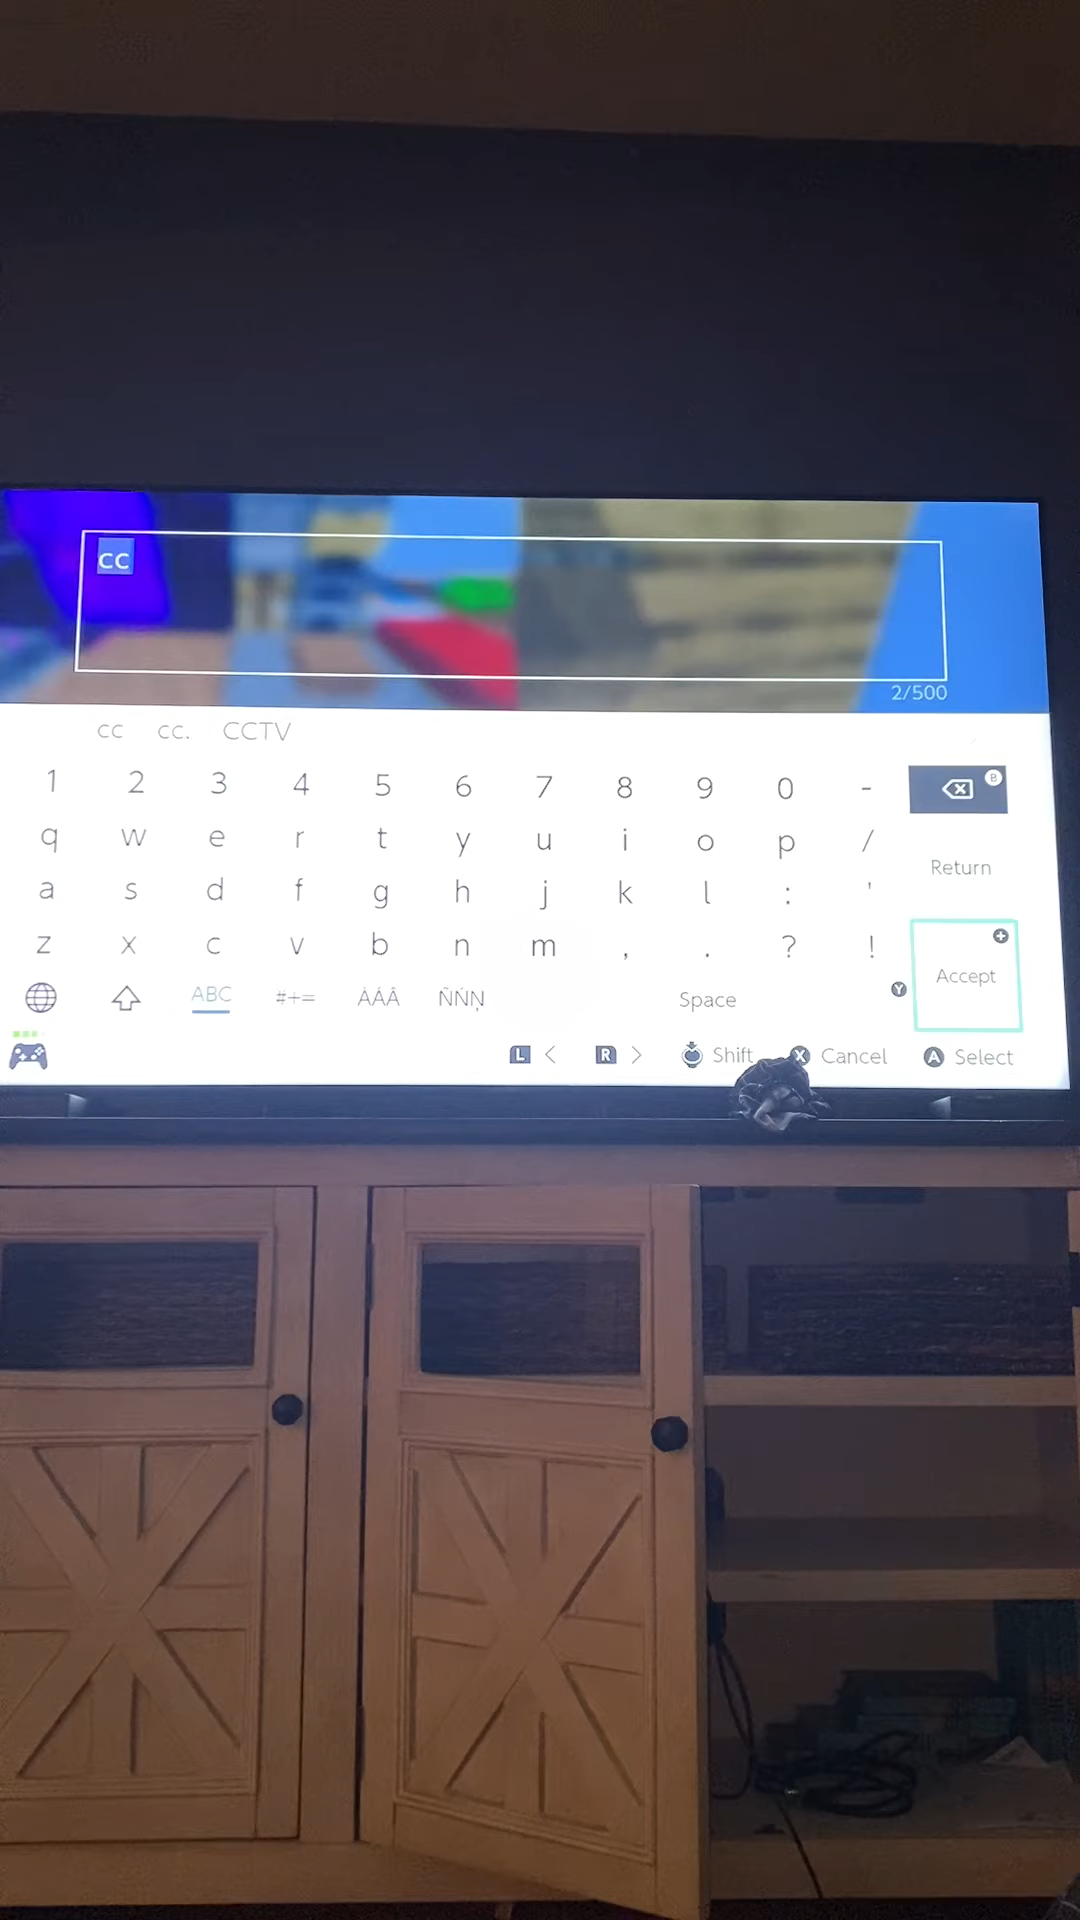 cc
2/500
cc cc. CCTV
1 2 3 4 5 6 7 8 9 0 - B
q w e r t y u i o p /
Return
a s d f g h j k l : '
z x c v b n m , . ? !
+
Accept
ABC #+= ÀÁÂ ÑŃŅ Space Y
L < R > Shift X Cancel A Select